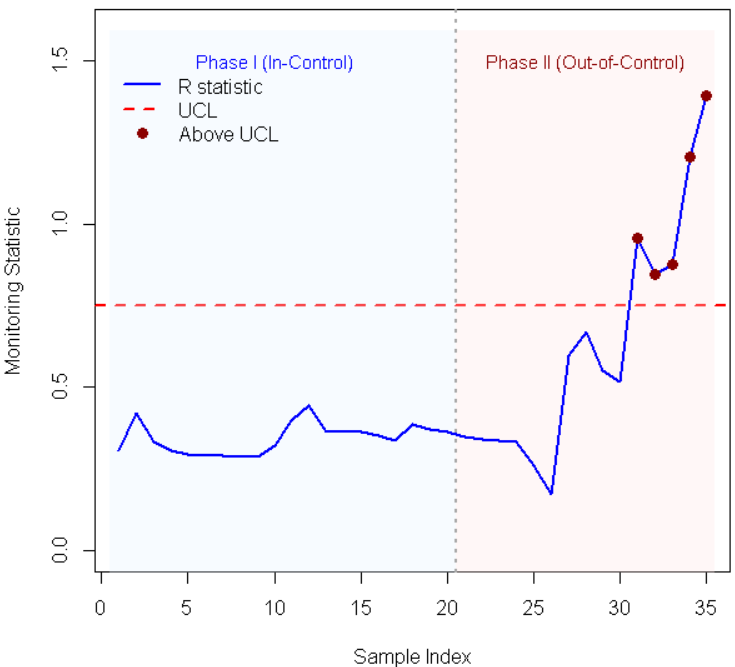 Phase I (In-Control)
Phase II (Out-of-Control)
R statistic
UCL
Above UCL
Monitoring Statistic
1.5
1.0
0.5
0.0
0 5 10 15 20 25 30 35
Sample Index